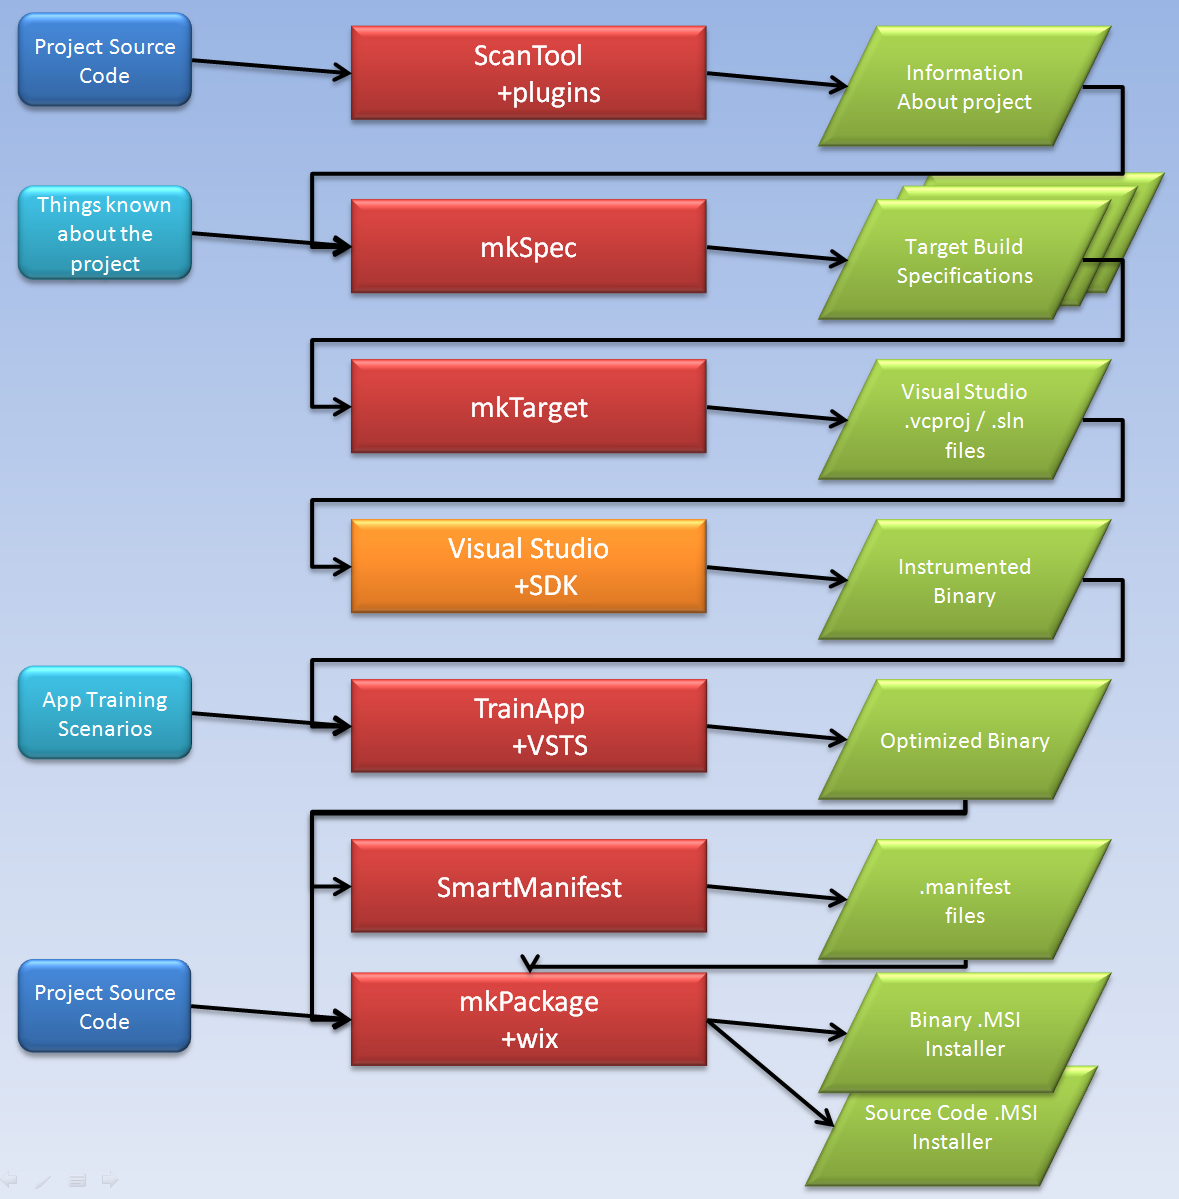 Project Source
Code
ScanTool
+plugins
Information
About project
Things known
about the
project
mkSpec
Target Build
Specifications
mkTarget
Visual Studio
.vcproj / .sln
files
Visual Studio
+SDK
Instrumented
Binary
App Training
Scenarios
TrainApp
+VSTS
Optimized Binary
SmartManifest
.manifest
files
Project Source
Code
mkPackage
+wix
Binary .MSI
Installer
Source Code .MSI
Installer